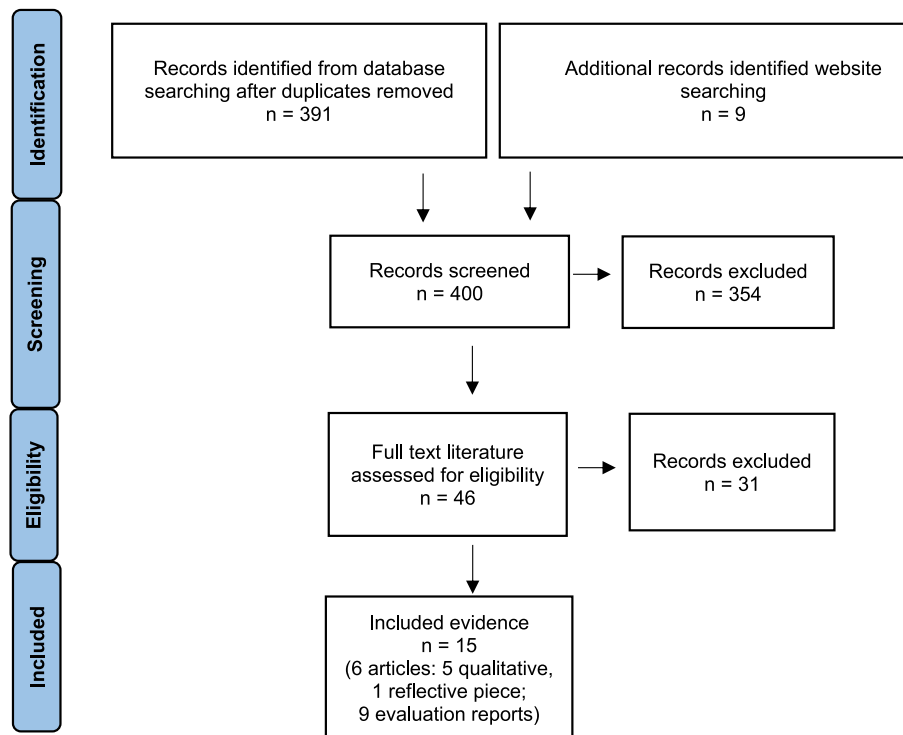 Identification
Records identified from database
searching after duplicates removed
n = 391
Additional records identified website
searching
n = 9
Screening
Records screened
n = 400
Records excluded
n = 354
Eligibility
Full text literature
assessed for eligibility
n = 46
Records excluded
n = 31
Included
Included evidence
n = 15
(6 articles: 5 qualitative,
1 reflective piece;
9 evaluation reports)